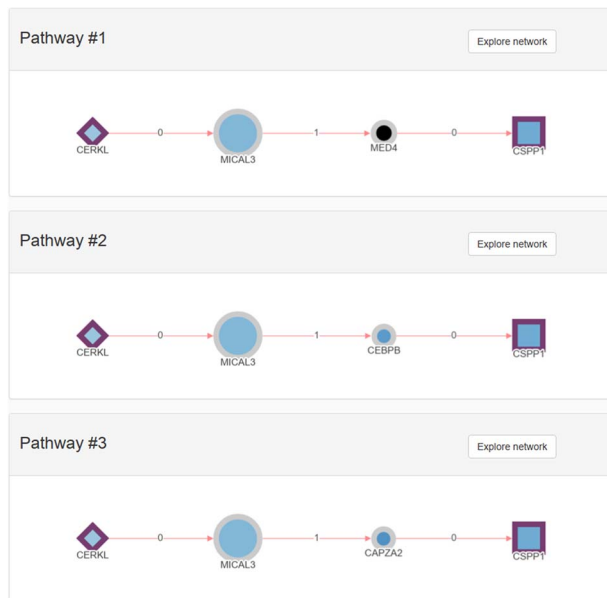 Pathway #1
Explore network
0 1 0
CERKL MICAL3 MED4 CSPP1
Pathway #2
Explore network
0 1 0
CERKL MICAL3 CEBPB CSPP1
Pathway #3
Explore network
0 1 0
CERKL MICAL3 CAPZA2 CSPP1